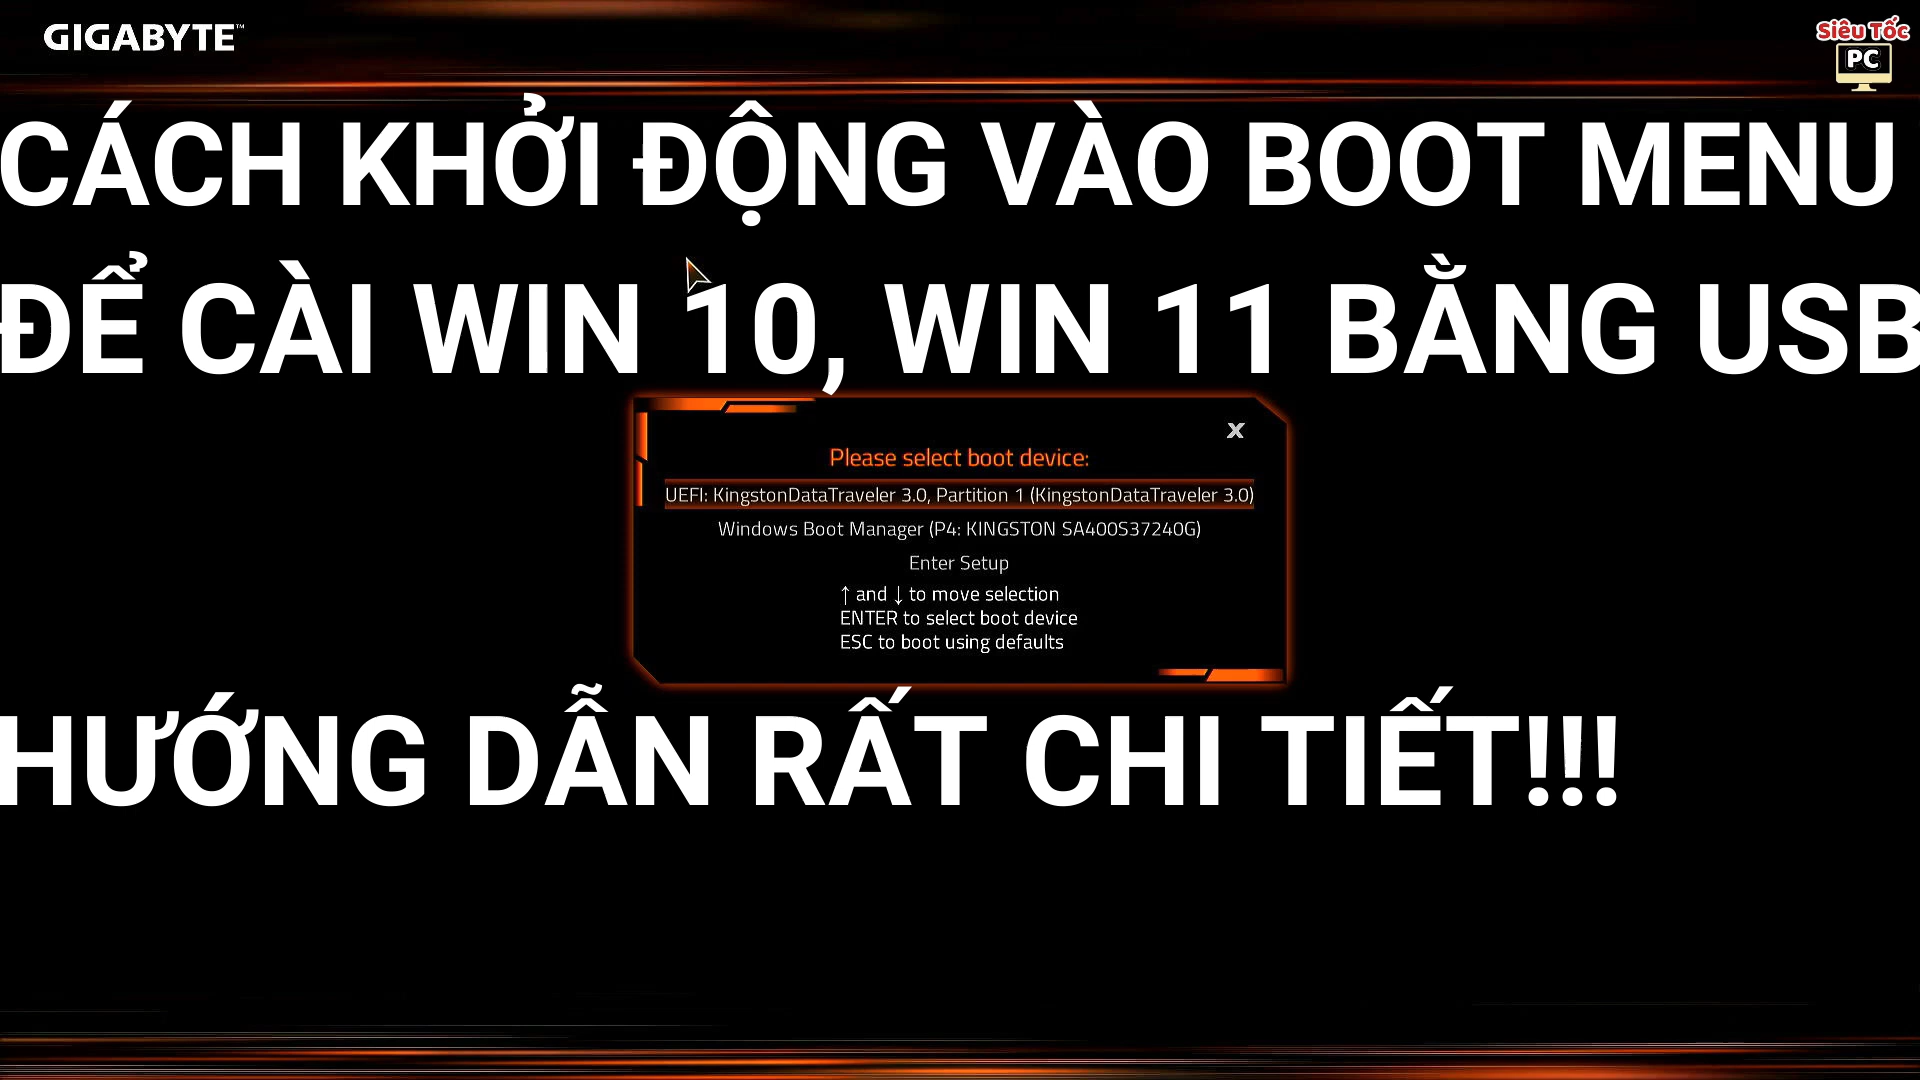 GIGABYTE™
Siêu Tốc
PC
CÁCH KHỞI ĐỘNG VÀO BOOT MENU
ĐỂ CÀI WIN 10, WIN 11 BẰNG USB
X
Please select boot device:
UEFI: KingstonDataTraveler 3.0, Partition 1 (KingstonDataTraveler 3.0)
Windows Boot Manager (P4: KINGSTON SA400S37240G)
Enter Setup
↑ and ↓ to move selection
ENTER to select boot device
ESC to boot using defaults
HƯỚNG DẪN RẤT CHI TIẾT!!!